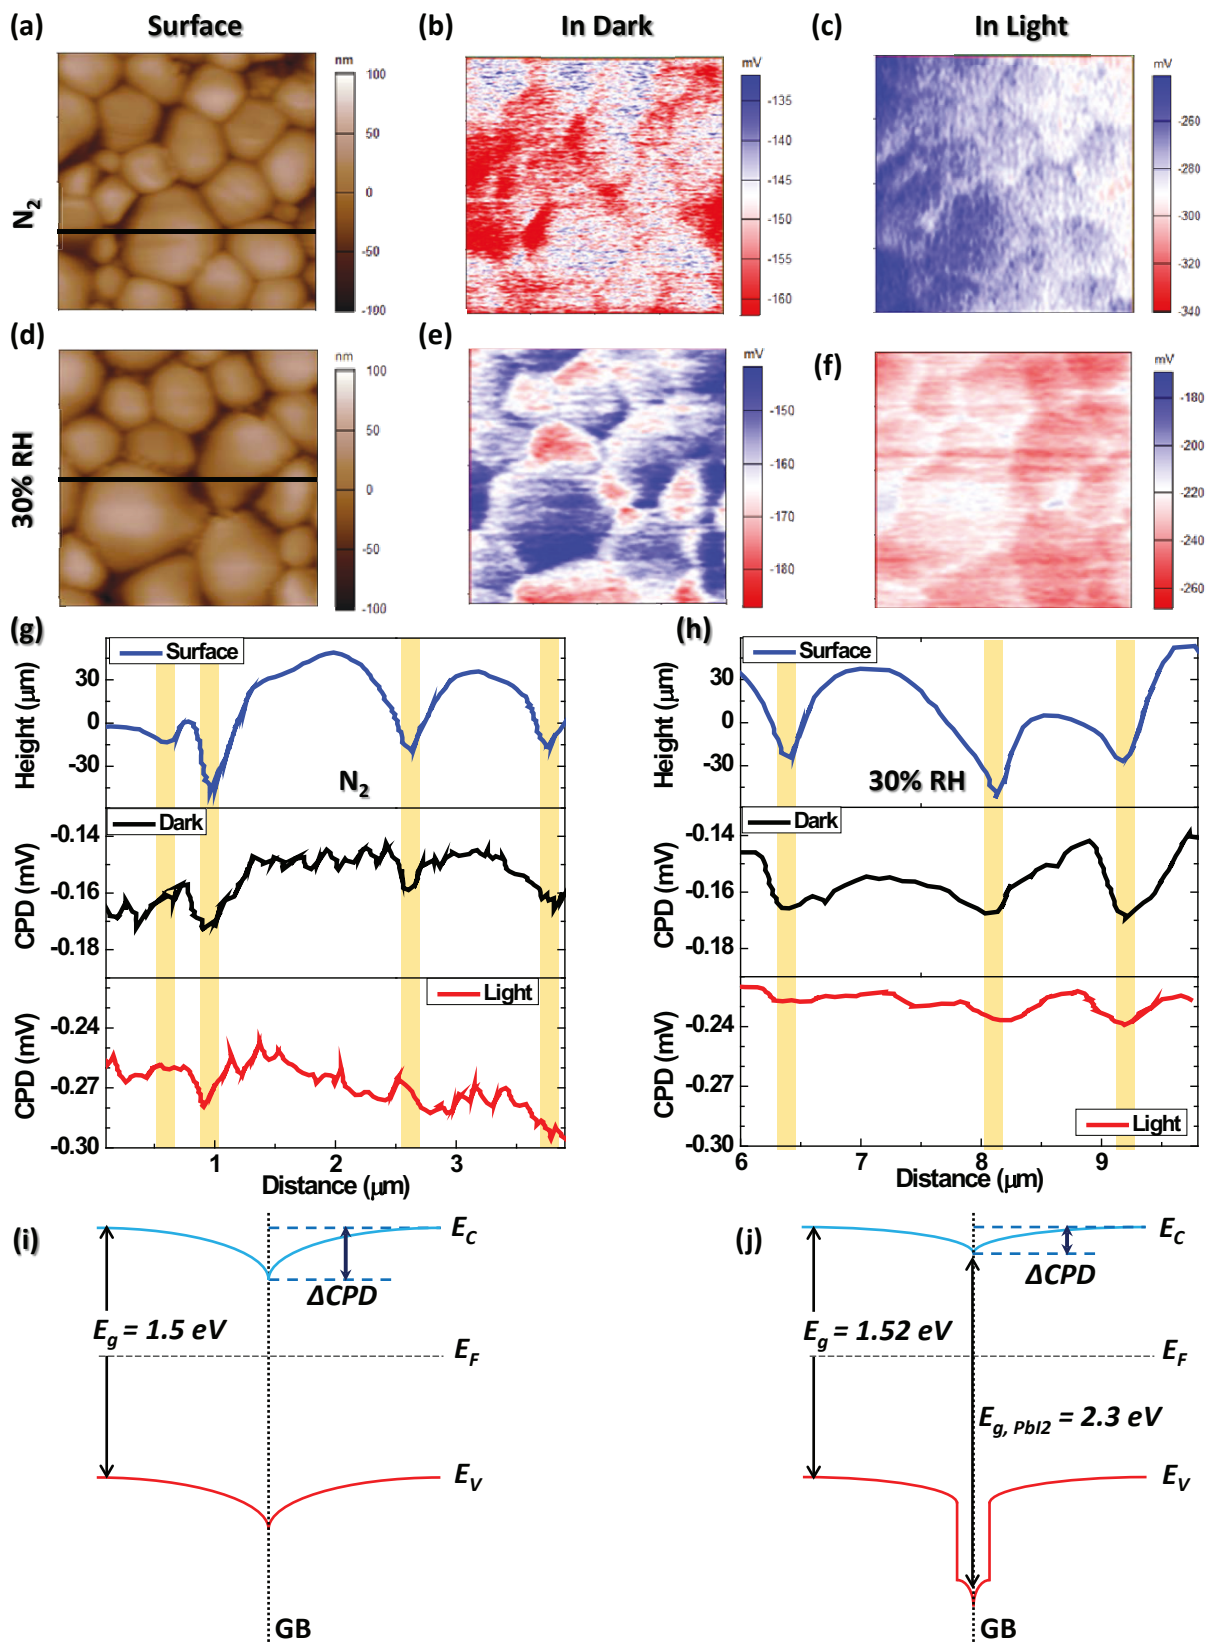 (a) Surface (b) In Dark (c) In Light
N2
nm
100
50
0
-50
-100
mV
-135
-140
-145
-150
-155
-160
mV
-260
-280
-300
-320
-340
(d) (e) (f)
30% RH
nm
100
50
0
-50
-100
mV
-150
-160
-170
-180
mV
-180
-200
-220
-240
-260
(g)
Surface
Height (μm)
30
0
-30
N2
Dark
CPD (mV)
-0.14
-0.16
-0.18
Light
CPD (mV)
-0.24
-0.27
-0.30
1 2 3
Distance (μm)
(h)
Surface
Height (μm)
30
0
-30
30% RH
Dark
CPD (mV)
-0.14
-0.16
-0.18
CPD (mV)
-0.24
-0.27
-0.30
Light
6 7 8 9
Distance (μm)
(i)
EC
ΔCPD
Eg = 1.5 eV
EF
EV
GB
(j)
EC
ΔCPD
Eg = 1.52 eV
EF
Eg, PbI2 = 2.3 eV
EV
GB